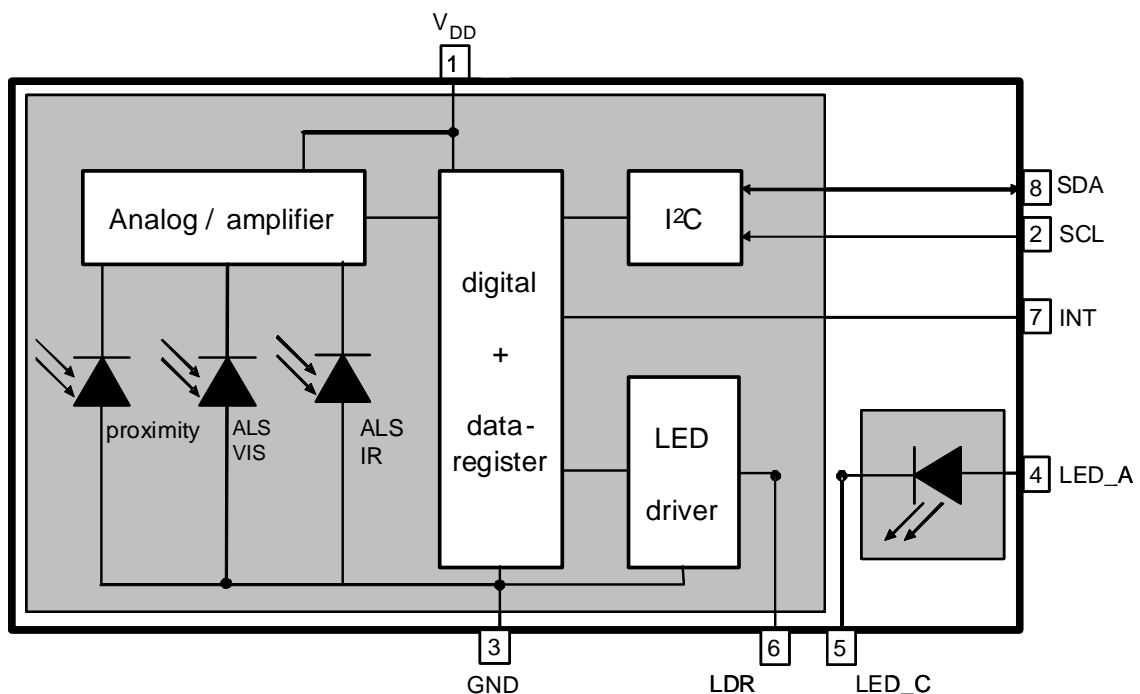 V_DD
1
Analog / amplifier
digital
+
data-
register
I²C
8 SDA
2 SCL
7 INT
proximity
ALS
VIS
ALS
IR
LED
driver
4 LED_A
3
GND
6
LDR
5
LED_C